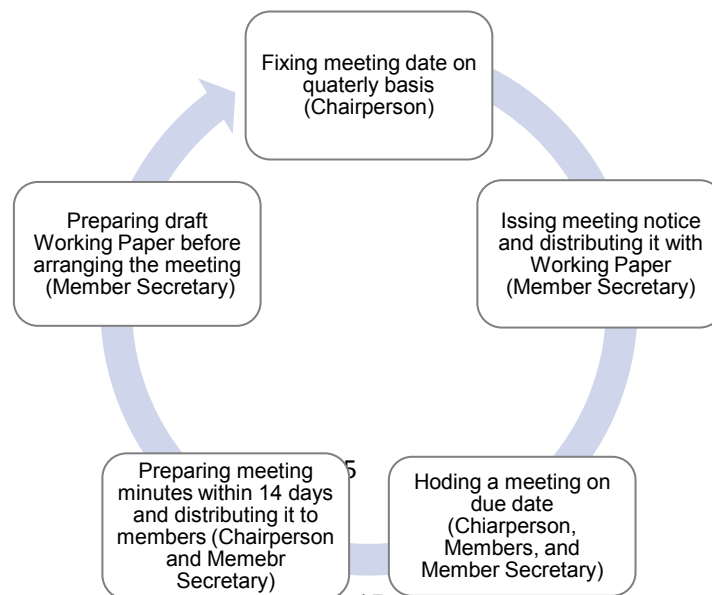 Fixing meeting date on
quaterly basis
(Chairperson)
Issing meeting notice
and distributing it with
Working Paper
(Member Secretary)
Hoding a meeting on
due date
(Chiarperson,
Members, and
Member Secretary)
Preparing meeting
minutes within 14 days
and distributing it to
members (Chairperson
and Memebr
Secretary)
5
Preparing draft
Working Paper before
arranging the meeting
(Member Secretary)